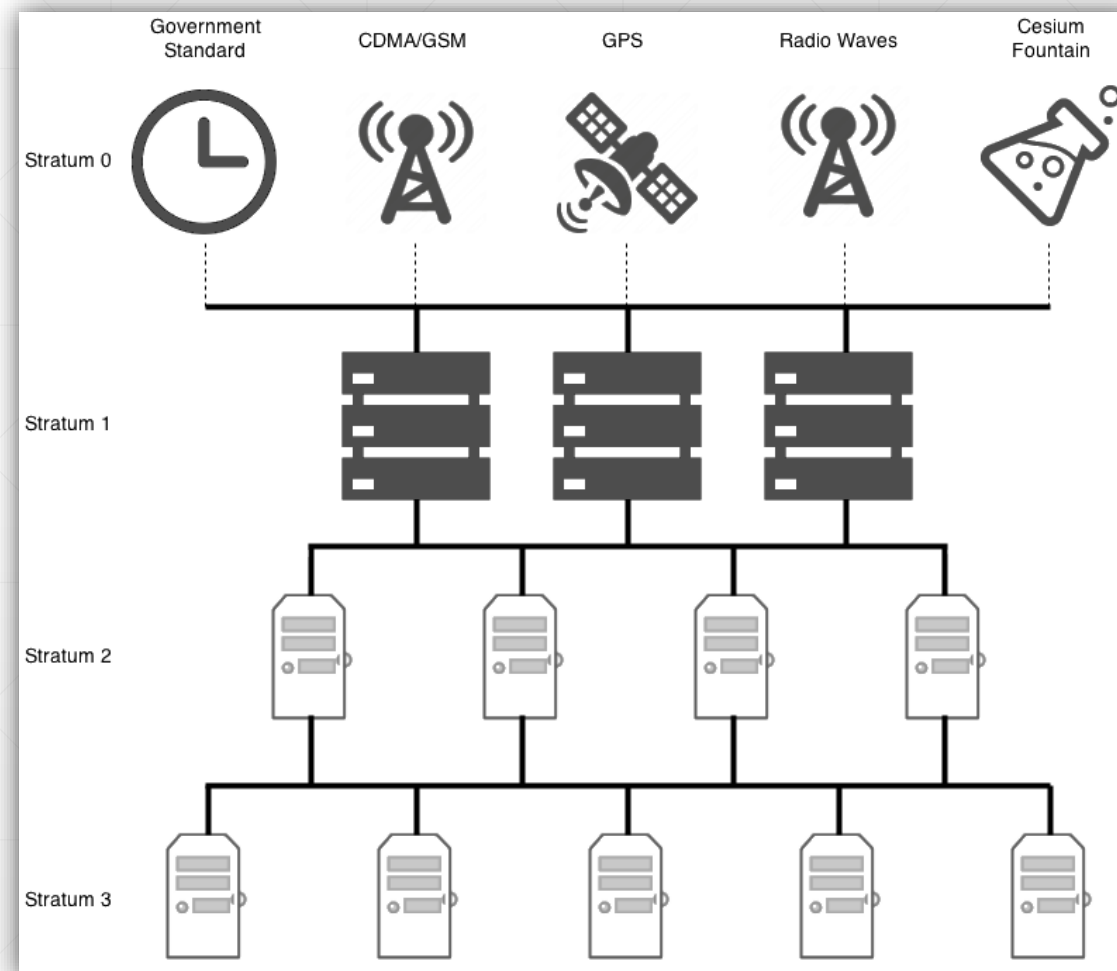 Government
Standard
CDMA/GSM
GPS
Radio Waves
Cesium
Fountain
Stratum 0
Stratum 1
Stratum 2
Stratum 3